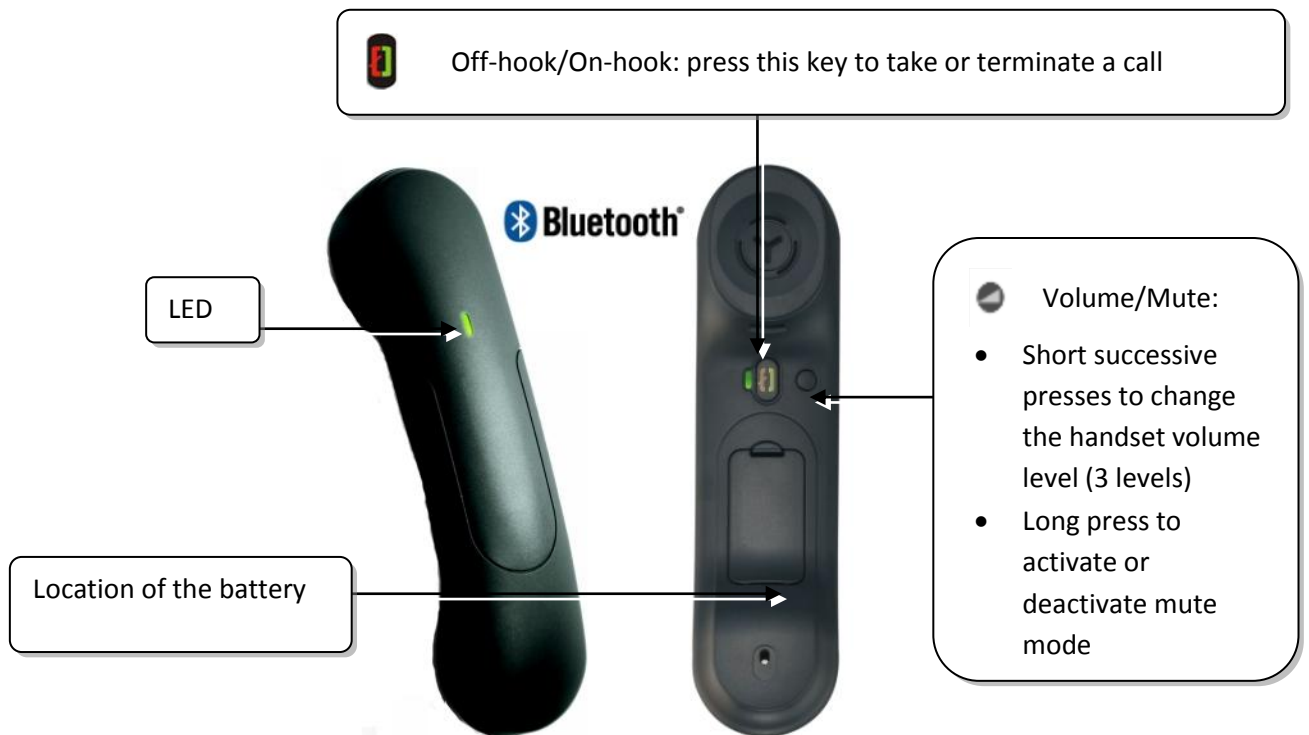 Off-hook/On-hook: press this key to take or terminate a call
Bluetooth®
LED
Volume/Mute:
• Short successive
presses to change
the handset volume
level (3 levels)
• Long press to
activate or
deactivate mute
mode
Location of the battery